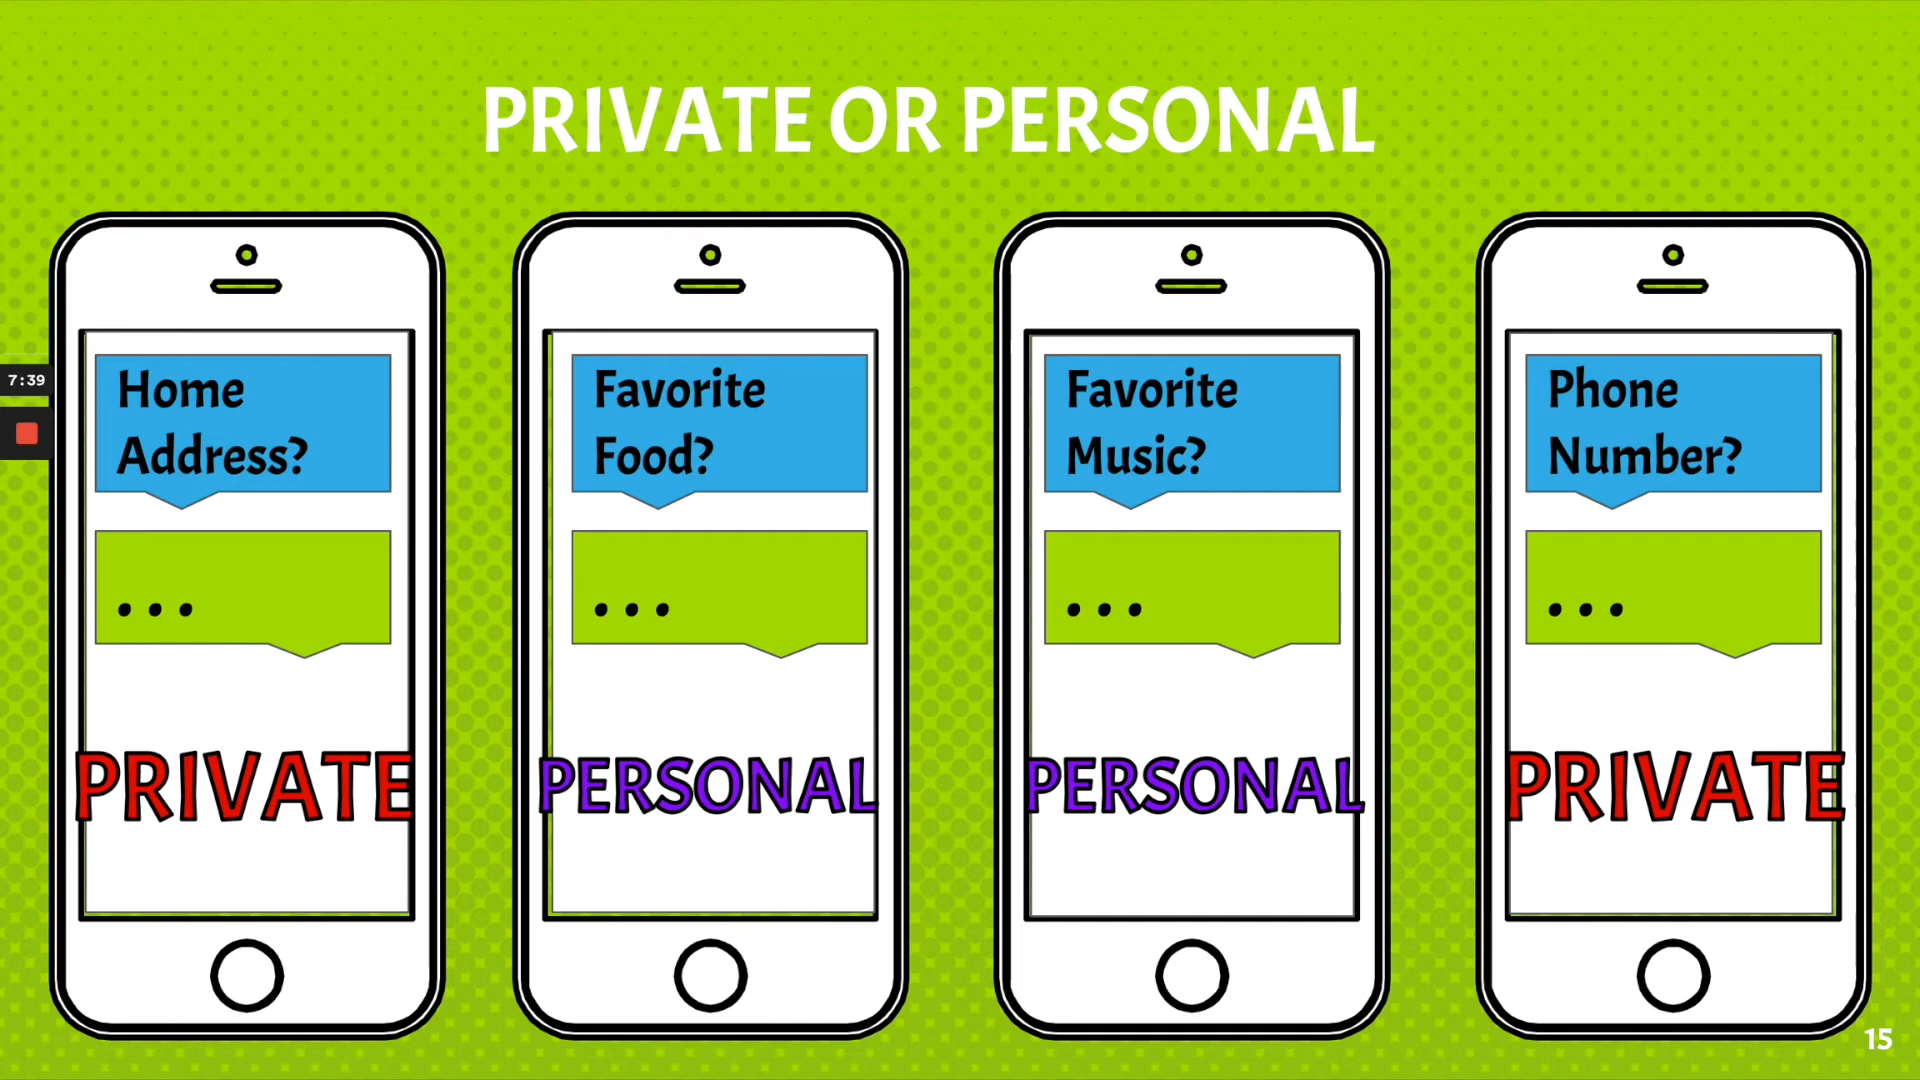 PRIVATE OR PERSONAL
7:39
Home
Address?
...
PRIVATE
Favorite
Food?
...
PERSONAL
Favorite
Music?
...
PERSONAL
Phone
Number?
...
PRIVATE
15